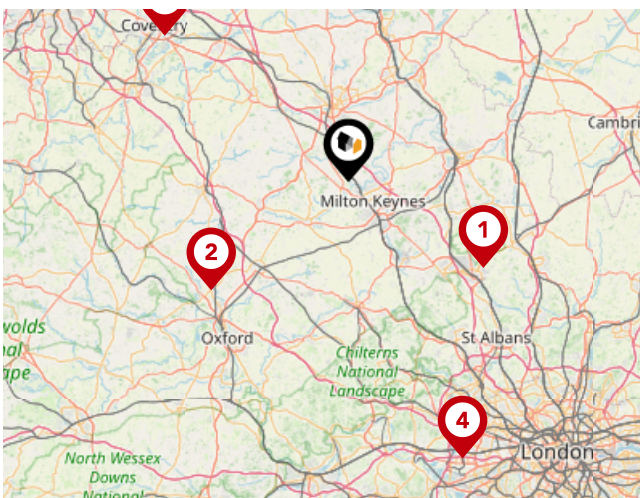 Coventry
Cambri
Milton Keynes
1
2
wolds
nal
ape
Oxford
St Albans
Chilterns
National
Landscape
4
London
North Wessex
Downs
National